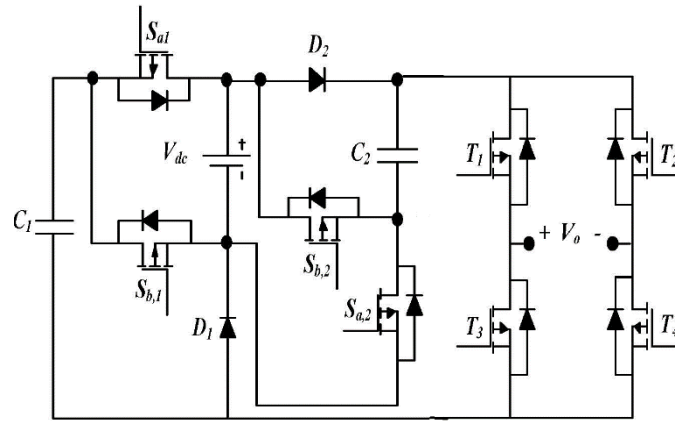 Sa1
D2
+
Vdc
-
C2
T1
T2
C1
Sb,1
Sb,2
+ Vo -
D1
Sa,2
T3
T4